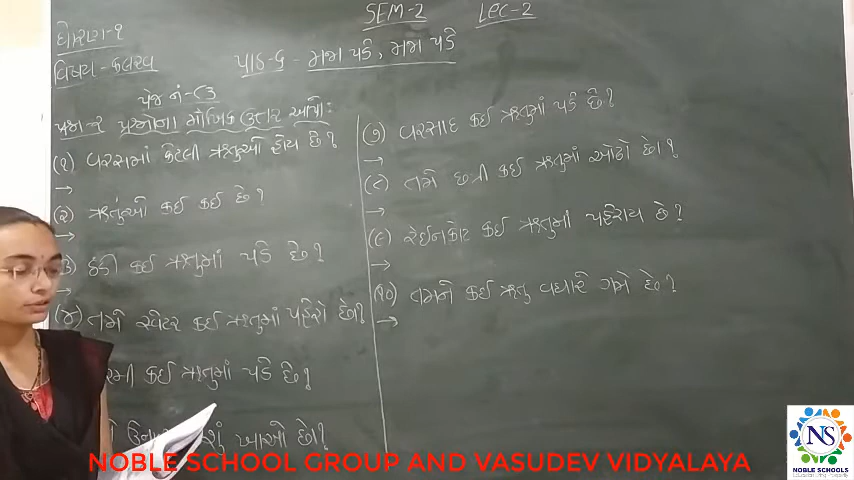 SEM-2 LEC-2
ધોરણ-૧
વિષય-કલરવ
પાઠ-૬ - મજા પડે, મજા પડે
પેજ નં-૮૩
પ્રશ્ન-૨ પ્રશ્નોના મૌખિક ઉત્તર આપો:
(૧) વરસમાં કેટલી ઋતુઓ હોય છે?
→
(૨) ઋતુઓ કઈ કઈ છે?
→
૩) ઠંડી કઈ ઋતુમાં પડે છે?
→
(૪) તમે સ્વેટર કઈ ઋતુમાં પહેરો છો?
રમી કઈ ઋતુમાં પડે છે?
શું ખાઓ છો?
(૭) વરસાદ કઈ ઋતુમાં પડે છે?
→
(૮) તમે છત્રી કઈ ઋતુમાં ઓઢો છો?
→
(૯) રેઈનકોટ કઈ ઋતુમાં પહેરાય છે?
→
(૧૦) તમને કઈ ઋતુ વધારે ગમે છે?
→
NOBLE SCHOOL GROUP AND VASUDEV VIDYALAYA
NS
NOBLE SCHOOLS